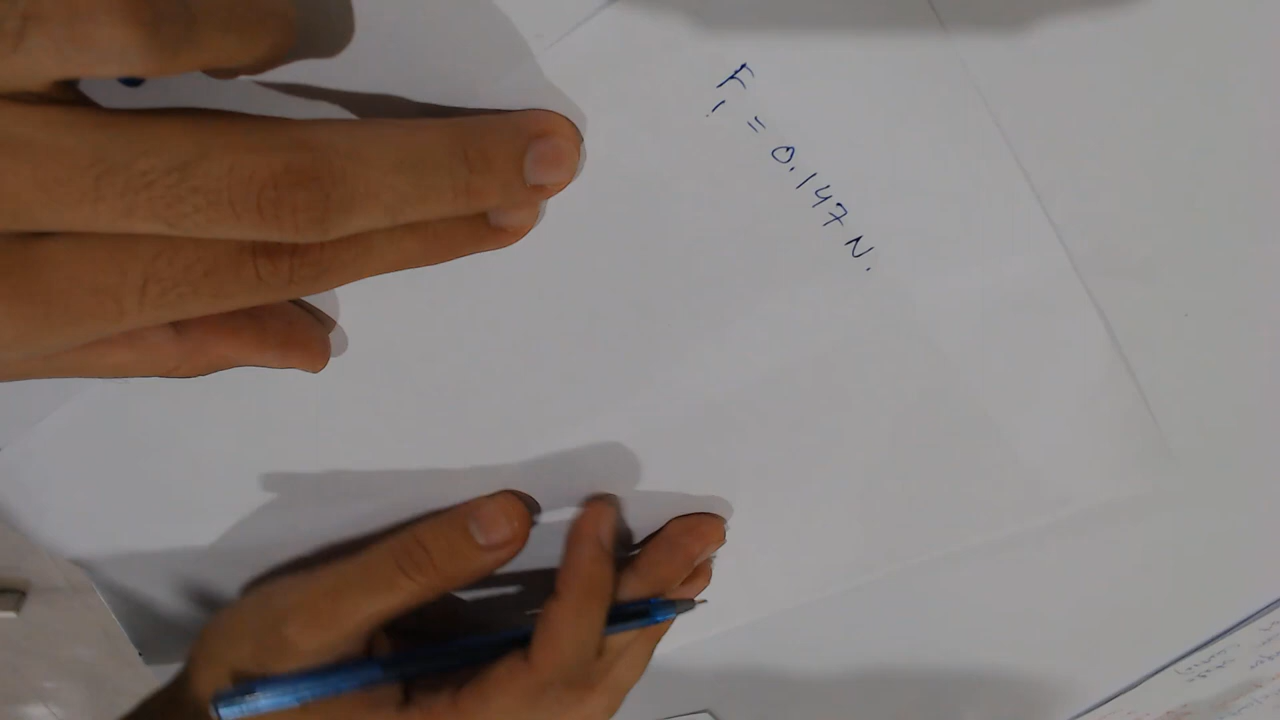 F₁ = 0.147 N.